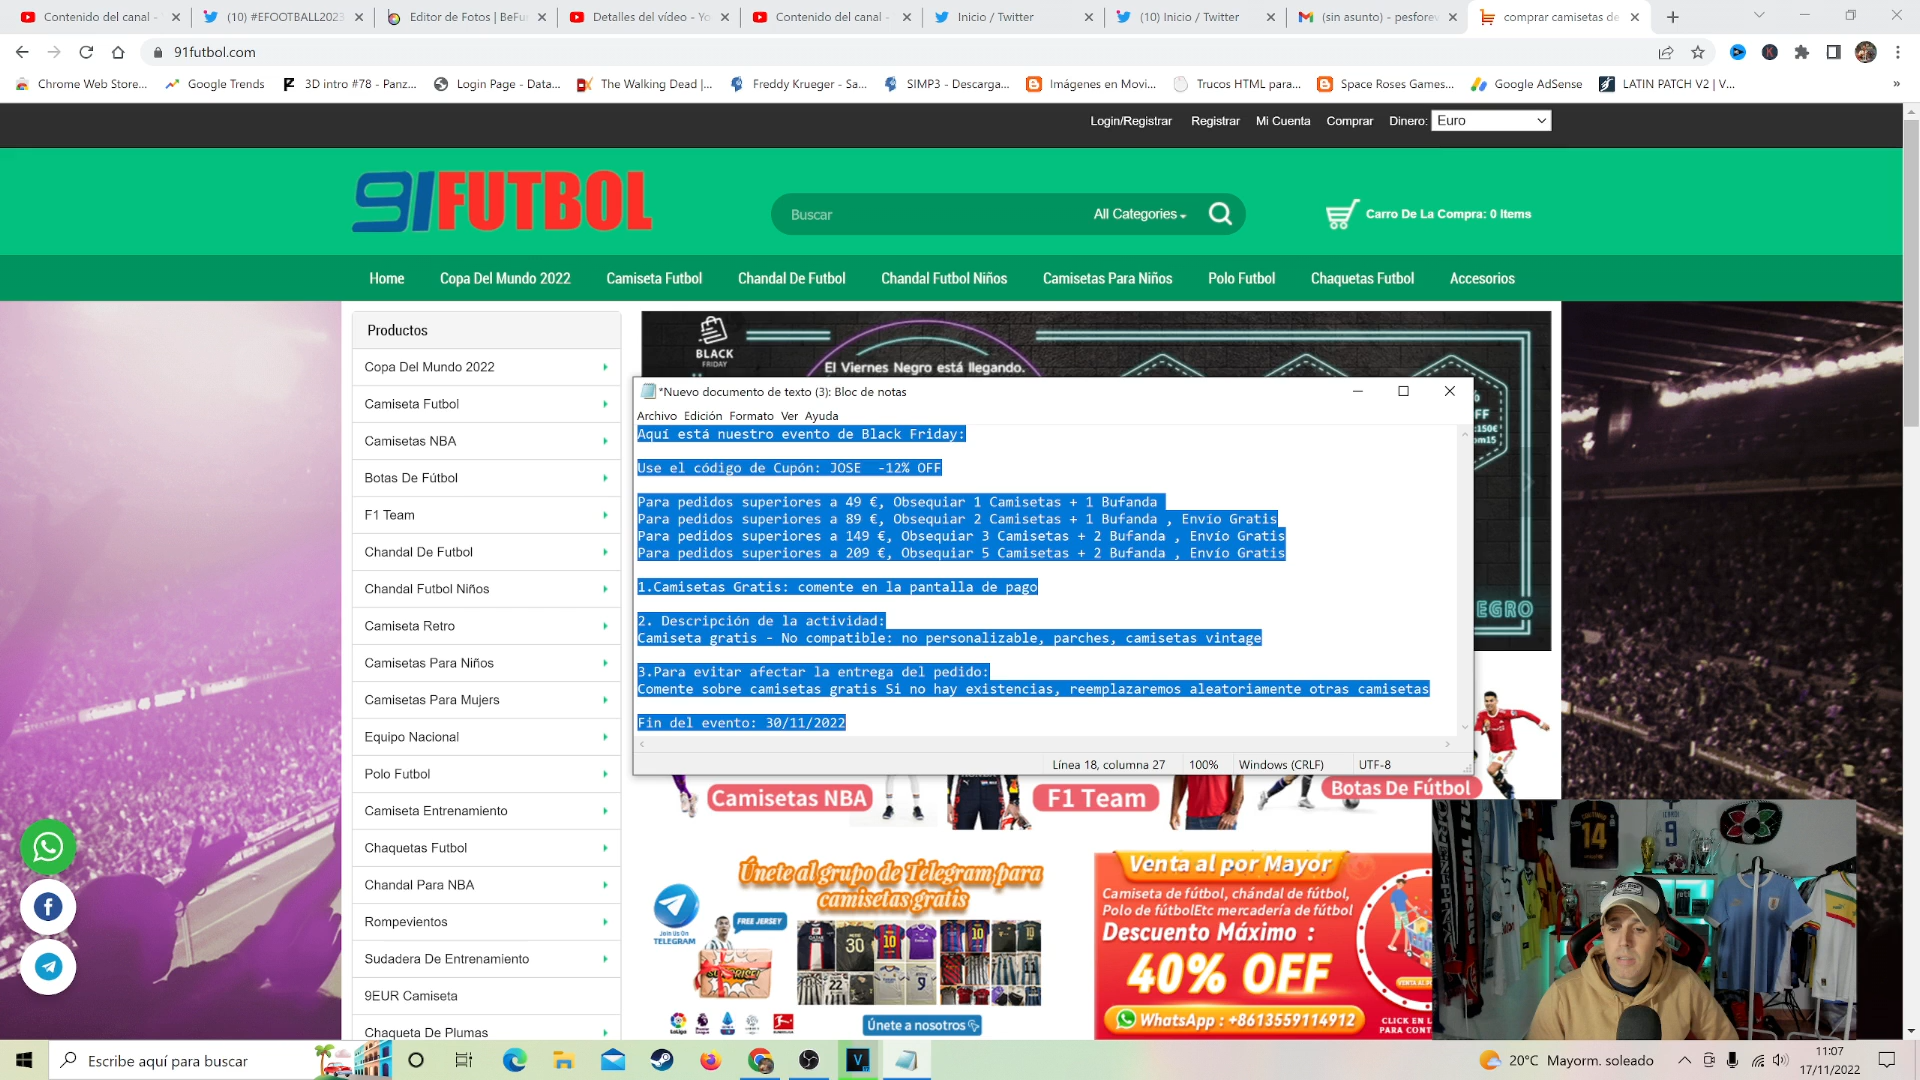 Contenido del canal -
(10) #EFOOTBALL2023
Editor de Fotos | BeFu
Detalles del vídeo - Yo
Contenido del canal -
Inicio / Twitter
(10) Inicio / Twitter
(sin asunto) - pesforev
comprar camisetas de
91futbol.com
Chrome Web Store...
Google Trends
3D intro #78 - Panz...
Login Page - Data...
The Walking Dead |...
Freddy Krueger - Sa...
SIMP3 - Descarga...
Imágenes en Movi...
Trucos HTML para...
Space Roses Games...
Google AdSense
LATIN PATCH V2 | V...
Login/Registrar
Registrar
Mi Cuenta
Comprar
Dinero:
Euro
91FUTBOL
Buscar
All Categories
Carro De La Compra: 0 Items
Home
Copa Del Mundo 2022
Camiseta Futbol
Chandal De Futbol
Chandal Futbol Niños
Camisetas Para Niños
Polo Futbol
Chaquetas Futbol
Accesorios
Productos
Copa Del Mundo 2022
Camiseta Futbol
Camisetas NBA
Botas De Fútbol
F1 Team
Chandal De Futbol
Chandal Futbol Niños
Camiseta Retro
Camisetas Para Niños
Camisetas Para Mujers
Equipo Nacional
Polo Futbol
Camiseta Entrenamiento
Chaquetas Futbol
Chandal Para NBA
Rompevientos
Sudadera De Entrenamiento
9EUR Camiseta
Chaqueta De Plumas
BLACK
FRIDAY
El Viernes Negro está llegando.
*Nuevo documento de texto (3): Bloc de notas
Archivo Edición Formato Ver Ayuda
Aquí está nuestro evento de Black Friday:
Use el código de Cupón: JOSE  -12% OFF
Para pedidos superiores a 49 €, Obsequiar 1 Camisetas + 1 Bufanda
Para pedidos superiores a 89 €, Obsequiar 2 Camisetas + 1 Bufanda , Envío Gratis
Para pedidos superiores a 149 €, Obsequiar 3 Camisetas + 2 Bufanda , Envío Gratis
Para pedidos superiores a 209 €, Obsequiar 5 Camisetas + 2 Bufanda , Envío Gratis
1.Camisetas Gratis: comente en la pantalla de pago
2. Descripción de la actividad:
Camiseta gratis - No compatible: no personalizable, parches, camisetas vintage
3.Para evitar afectar la entrega del pedido:
Comente sobre camisetas gratis Si no hay existencias, reemplazaremos aleatoriamente otras camisetas
Fin del evento: 30/11/2022
Línea 18, columna 27
100%
Windows (CRLF)
UTF-8
EGRO
Camisetas NBA
F1 Team
Botas De Fútbol
Únete al grupo de Telegram para
camisetas gratis
Join Us On
TELEGRAM
FREE JERSEY
Únete a nosotros
Venta al por Mayor
Camiseta de fútbol, chándal de fútbol,
Polo de fútbolEtc mercadería de fútbol
Descuento Máximo :
40% OFF
WhatsApp : +8613559114912
CLICK EN L
PARA CONT
14
9
Escribe aquí para buscar
20°C Mayorm. soleado
11:07
17/11/2022